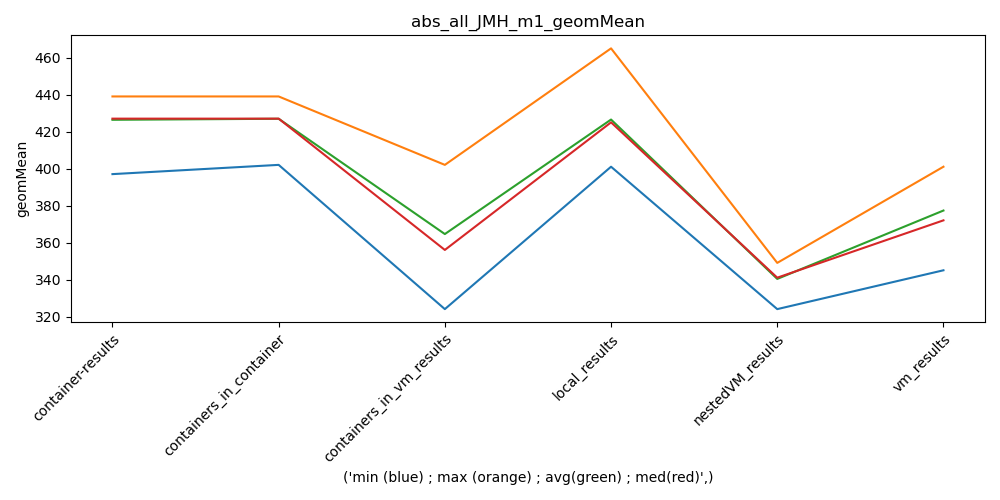 abs_all_JMH_m1_geomMean
geomMean
460
440
420
400
380
360
340
320
container-results
containers_in_container
containers_in_vm_results
local_results
nestedVM_results
vm_results
('min (blue) ; max (orange) ; avg(green) ; med(red)',)